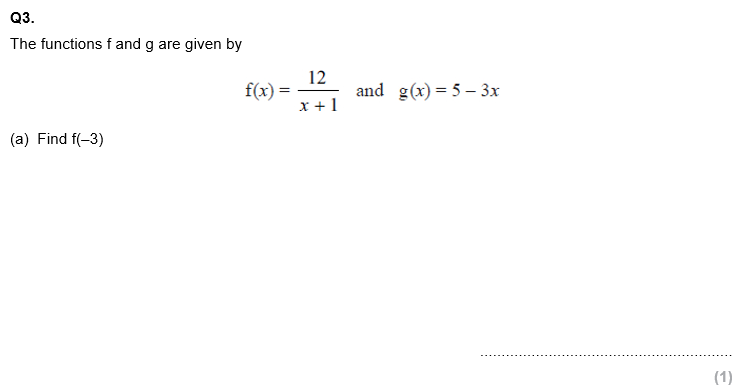 Q3.
The functions f and g are given by
f(x) = 12/(x + 1) and g(x) = 5 – 3x
(a) Find f(–3)
(1)